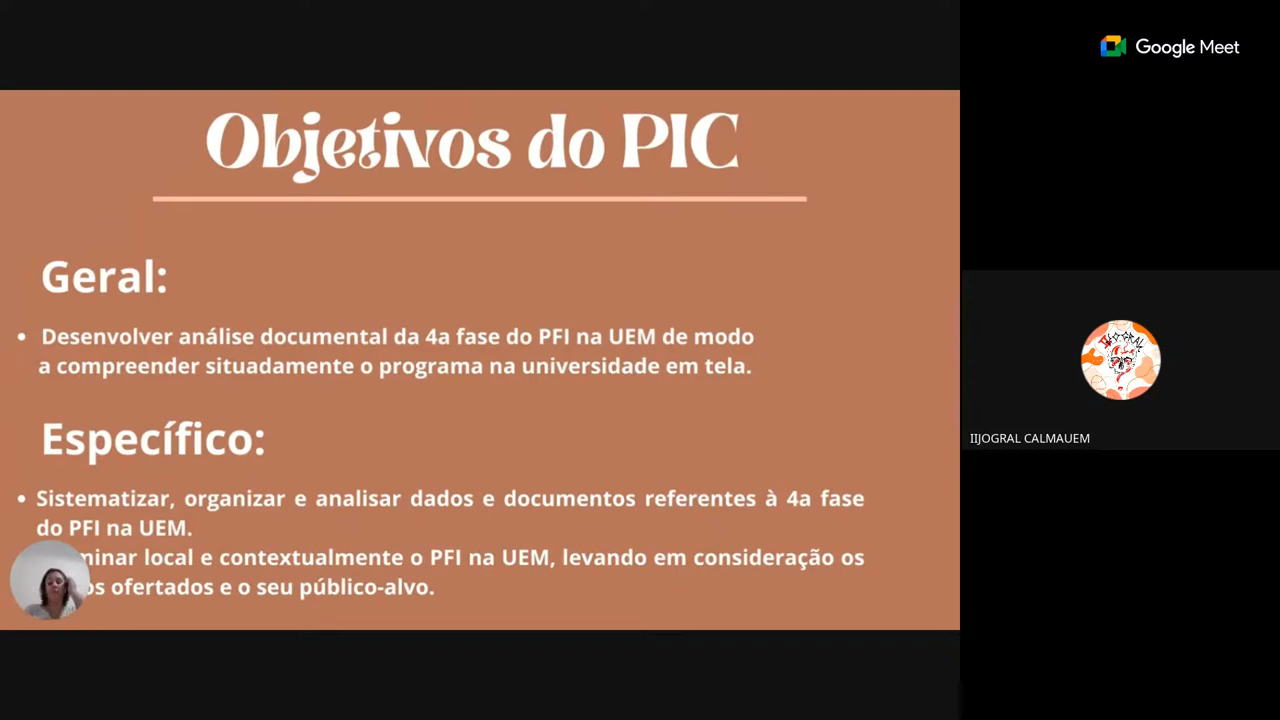 Google Meet
Objetivos do PIC
Geral:
• Desenvolver análise documental da 4a fase do PFI na UEM de modo
a compreender situadamente o programa na universidade em tela.
IIJOGRAL CALMAUEM
Específico:
• Sistematizar, organizar e analisar dados e documentos referentes à 4a fase
do PFI na UEM.
local e contextualmente o PFI na UEM, levando em consideração os
ofertados e o seu público-alvo.